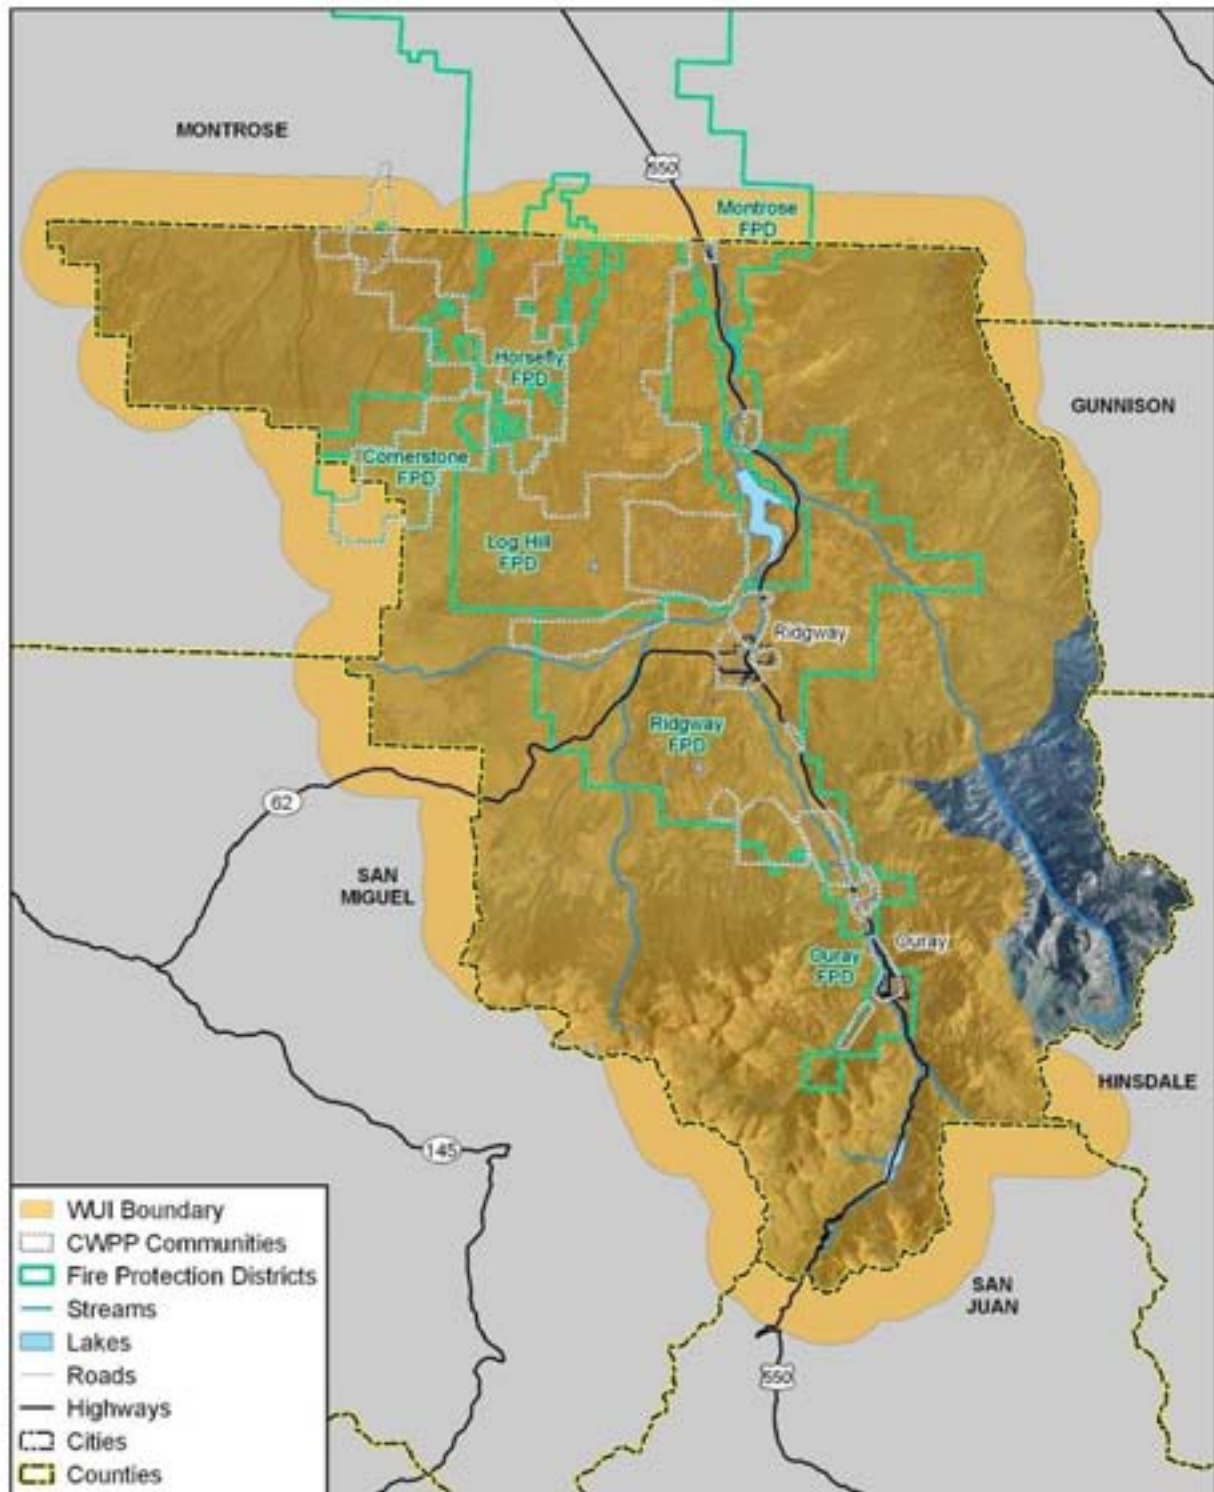 MONTROSE
550
Montrose
FPD
Horsefly
FPD
GUNNISON
Cornerstone
FPD
Log Hill
FPD
Ridgway
Ridgway
FPD
62
SAN
MIGUEL
Ouray
Ouray
FPD
HINSDALE
145
SAN
JUAN
550
WUI Boundary
CWPP Communities
Fire Protection Districts
Streams
Lakes
Roads
Highways
Cities
Counties